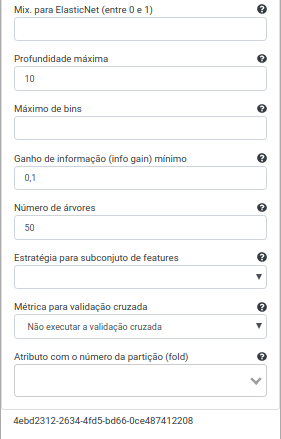 Mix. para ElasticNet (entre 0 e 1)
Profundidade máxima
10
Máximo de bins
Ganho de informação (info gain) mínimo
0,1
Número de árvores
50
Estratégia para subconjunto de features
Métrica para validação cruzada
Não executar a validação cruzada
Atributo com o número da partição (fold)
4ebd2312-2634-4fd5-bd66-0ce487412208